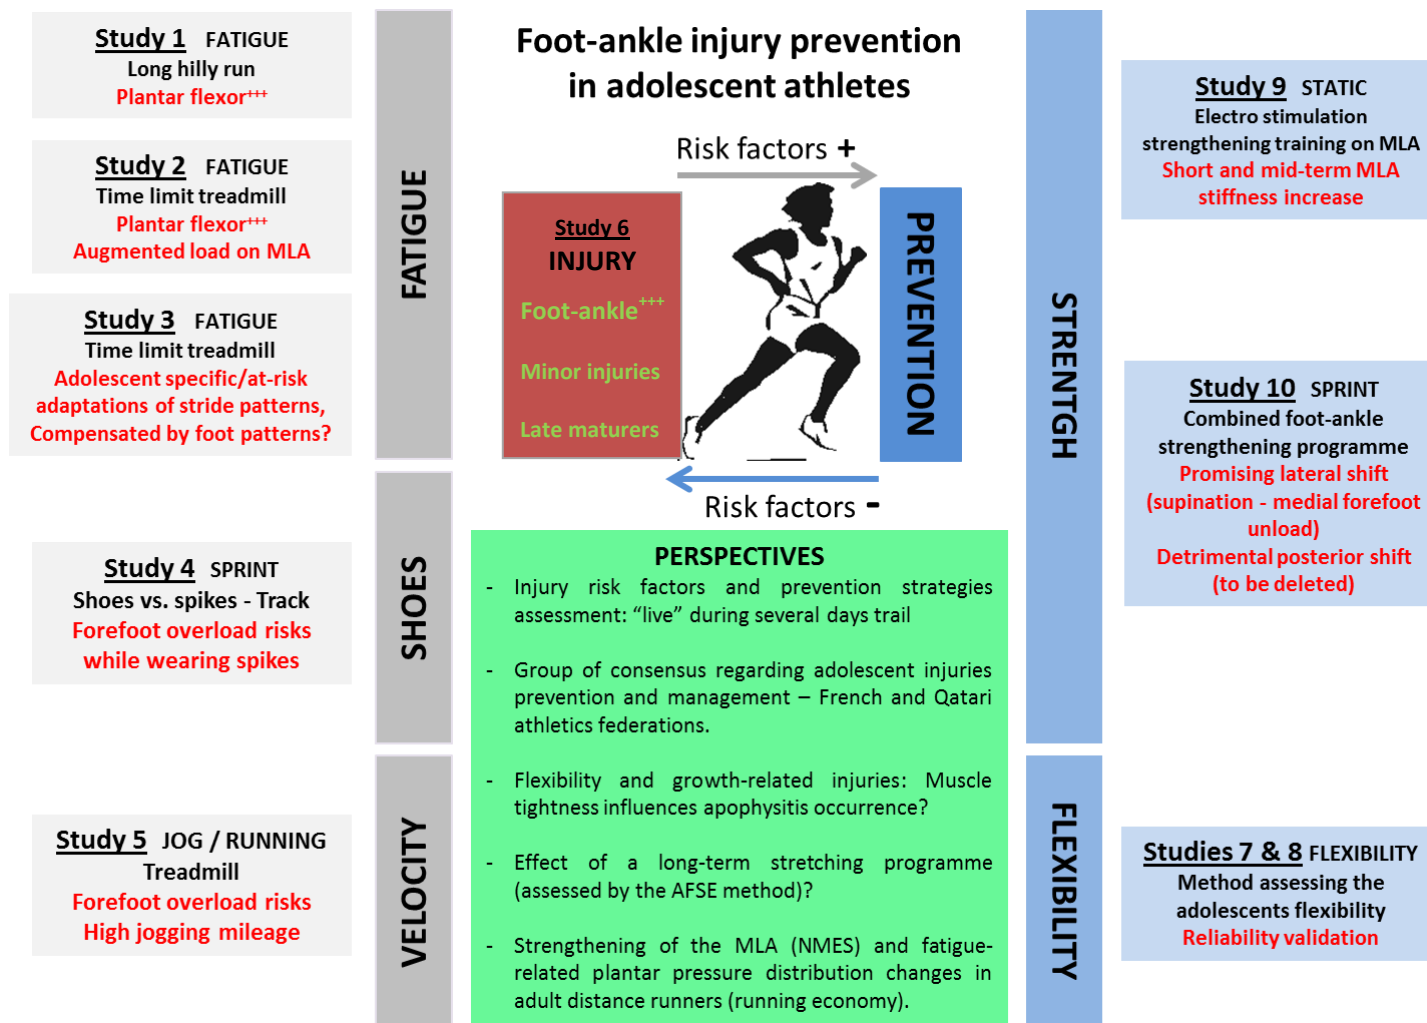 Foot-ankle injury prevention
in adolescent athletes
Study 1 FATIGUE
Long hilly run
Plantar flexor+++
Study 2 FATIGUE
Time limit treadmill
Plantar flexor+++
Augmented load on MLA
Study 3 FATIGUE
Time limit treadmill
Adolescent specific/at-risk
adaptations of stride patterns,
Compensated by foot patterns?
Study 4 SPRINT
Shoes vs. spikes - Track
Forefoot overload risks
while wearing spikes
Study 5 JOG / RUNNING
Treadmill
Forefoot overload risks
High jogging mileage
FATIGUE
SHOES
VELOCITY
Risk factors +
Study 6
INJURY
Foot-ankle+++
Minor injuries
Late maturers
PREVENTION
Risk factors -
PERSPECTIVES
- Injury risk factors and prevention strategies
assessment: “live” during several days trail
- Group of consensus regarding adolescent injuries
prevention and management – French and Qatari
athletics federations.
- Flexibility and growth-related injuries: Muscle
tightness influences apophysitis occurrence?
- Effect of a long-term stretching programme
(assessed by the AFSE method)?
- Strengthening of the MLA (NMES) and fatigue-
related plantar pressure distribution changes in
adult distance runners (running economy).
STRENTGH
FLEXIBILITY
Study 9 STATIC
Electro stimulation
strengthening training on MLA
Short and mid-term MLA
stiffness increase
Study 10 SPRINT
Combined foot-ankle
strengthening programme
Promising lateral shift
(supination - medial forefoot
unload)
Detrimental posterior shift
(to be deleted)
Studies 7 & 8 FLEXIBILITY
Method assessing the
adolescents flexibility
Reliability validation